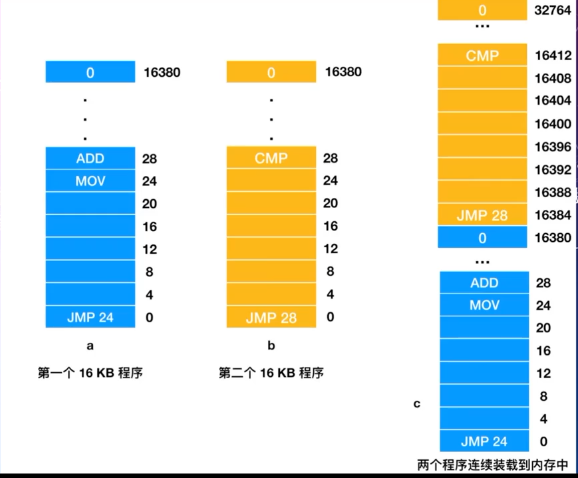 0 16380
.
.
.
ADD 28
MOV 24
20
16
12
8
4
JMP 24 0
a
第一个 16 KB 程序
0 16380
.
.
.
CMP 28
24
20
16
12
8
4
JMP 28 0
b
第二个 16 KB 程序
0 32764
...
CMP 16412
16408
16404
16400
16396
16392
16388
JMP 28 16384
0 16380
...
ADD 28
MOV 24
20
16
12
c 8
4
JMP 24 0
两个程序连续装载到内存中